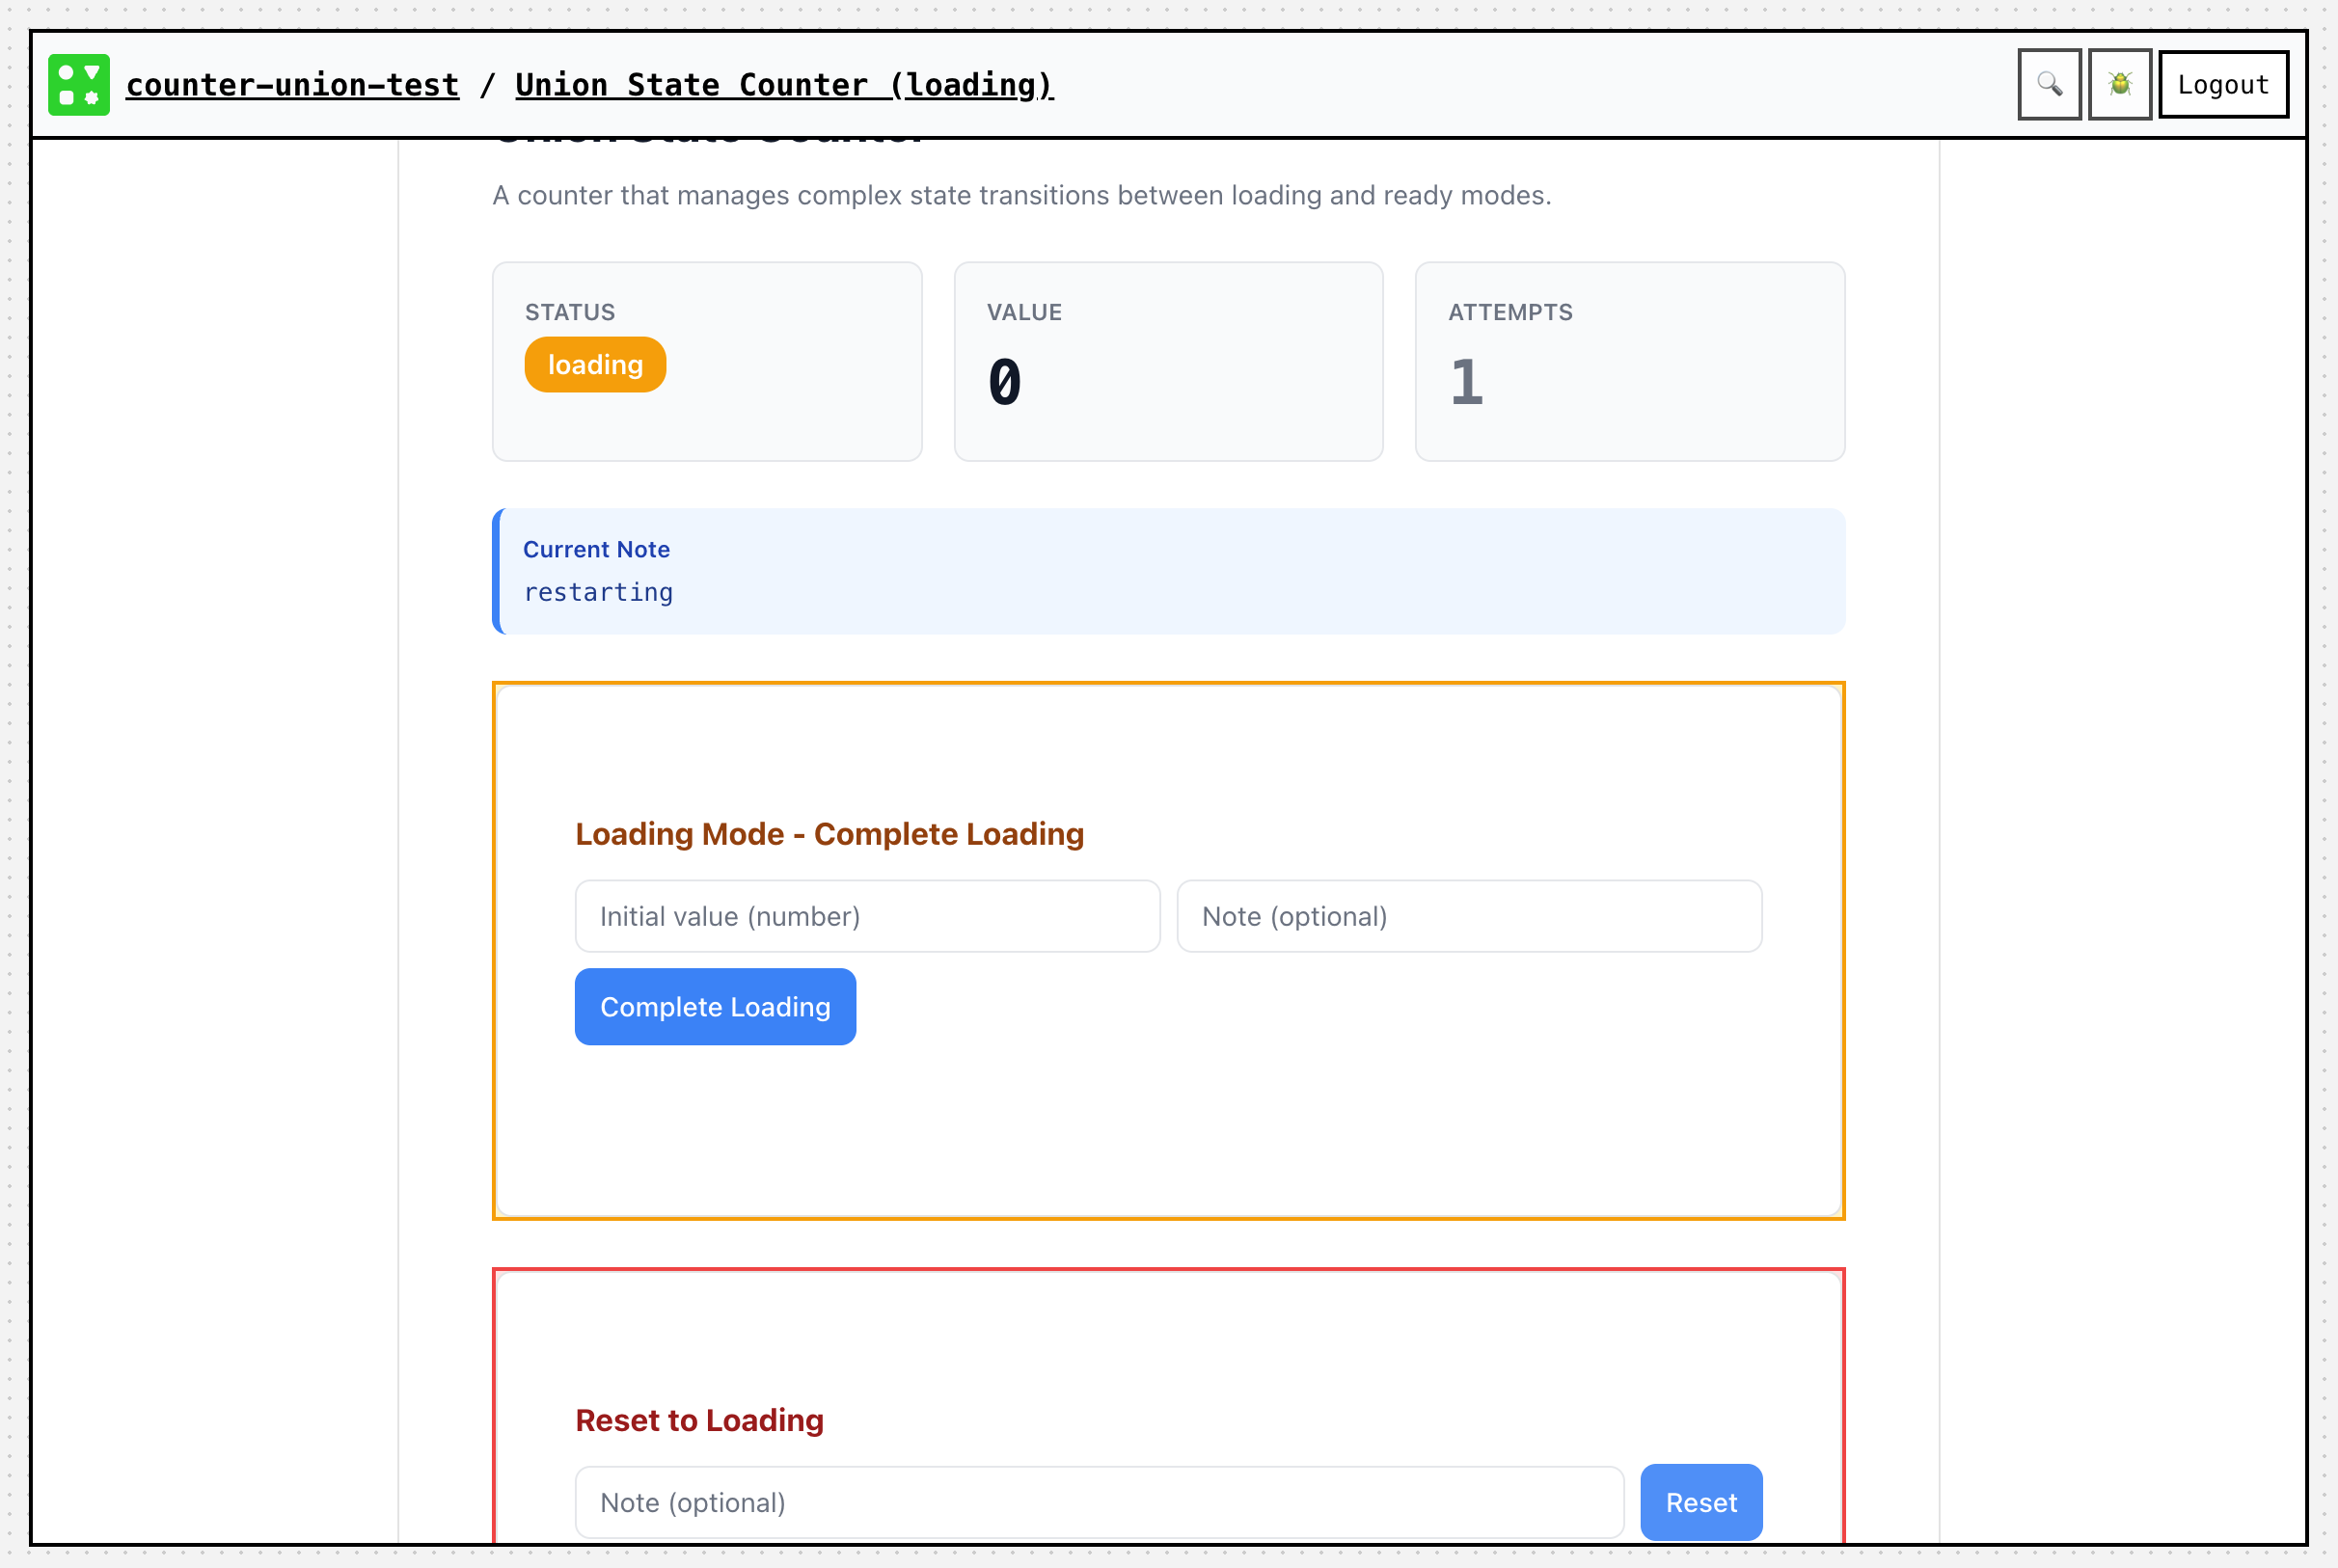 counter-union-test / Union State Counter (loading)
Logout
A counter that manages complex state transitions between loading and ready modes.
STATUS
loading
VALUE
0
ATTEMPTS
1
Current Note
restarting
Loading Mode - Complete Loading
Initial value (number)
Note (optional)
Complete Loading
Reset to Loading
Note (optional)
Reset